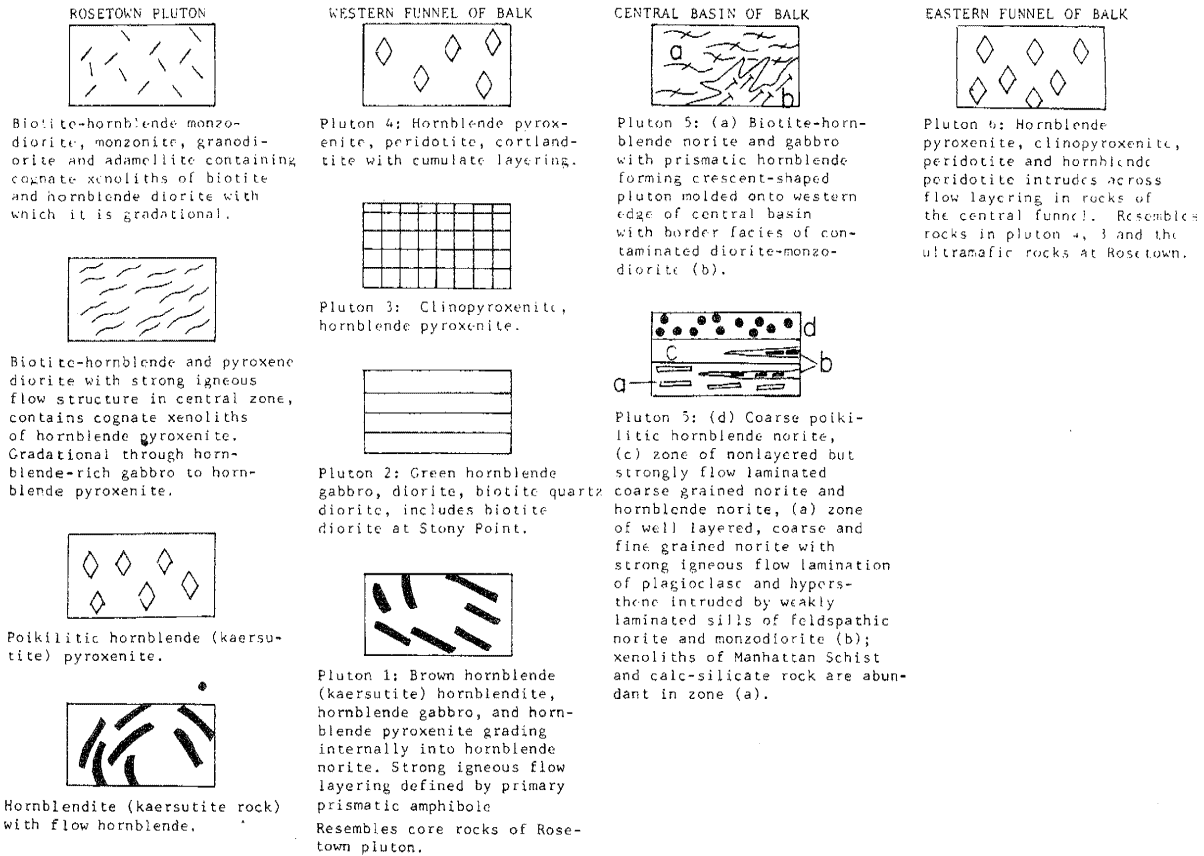 ROSETOWN PLUTON
Biotite-hornblende monzo-
diorite, monzonite, granodi-
orite and adamellite containing
cognate xenoliths of biotite
and hornblende diorite with
which it is gradational.
Biotite-hornblende and pyroxene
diorite with strong igneous
flow structure in central zone,
contains cognate xenoliths
of hornblende pyroxenite.
Gradational through horn-
blende-rich gabbro to horn-
blende pyroxenite.
Poikilitic hornblende (kaersu-
tite) pyroxenite.
Hornblendite (kaersutite rock)
with flow hornblende.
WESTERN FUNNEL OF BALK
Pluton 4: Hornblende pyrox-
enite, peridotite, cortland-
tite with cumulate layering.
Pluton 3: Clinopyroxenite,
hornblende pyroxenite.
Pluton 2: Green hornblende
gabbro, diorite, biotite quartz
diorite, includes biotite
diorite at Stony Point.
Pluton 1: Brown hornblende
(kaersutite) hornblendite,
hornblende gabbro, and horn-
blende pyroxenite grading
internally into hornblende
norite. Strong igneous flow
layering defined by primary
prismatic amphibole
Resembles core rocks of Rose-
town pluton.
CENTRAL BASIN OF BALK
a
b
Pluton 5: (a) Biotite-horn-
blende norite and gabbro
with prismatic hornblende
forming crescent-shaped
pluton molded onto western
edge of central basin
with border facies of con-
taminated diorite-monzo-
diorite (b).
d
c
b
a
Pluton 5: (d) Coarse poiki-
litic hornblende norite,
(c) zone of nonlayered but
strongly flow laminated
coarse grained norite and
hornblende norite, (a) zone
of well layered, coarse and
fine grained norite with
strong igneous flow lamination
of plagioclase and hypers-
thene intruded by weakly
laminated sills of feldspathic
norite and monzodiorite (b);
xenoliths of Manhattan Schist
and calc-silicate rock are abun-
dant in zone (a).
EASTERN FUNNEL OF BALK
Pluton 6: Hornblende
pyroxenite, clinopyroxenite,
peridotite and hornblende
peridotite intrudes across
flow layering in rocks of
the central funnel. Resembles
rocks in pluton 4, 3 and the
ultramafic rocks at Rosetown.